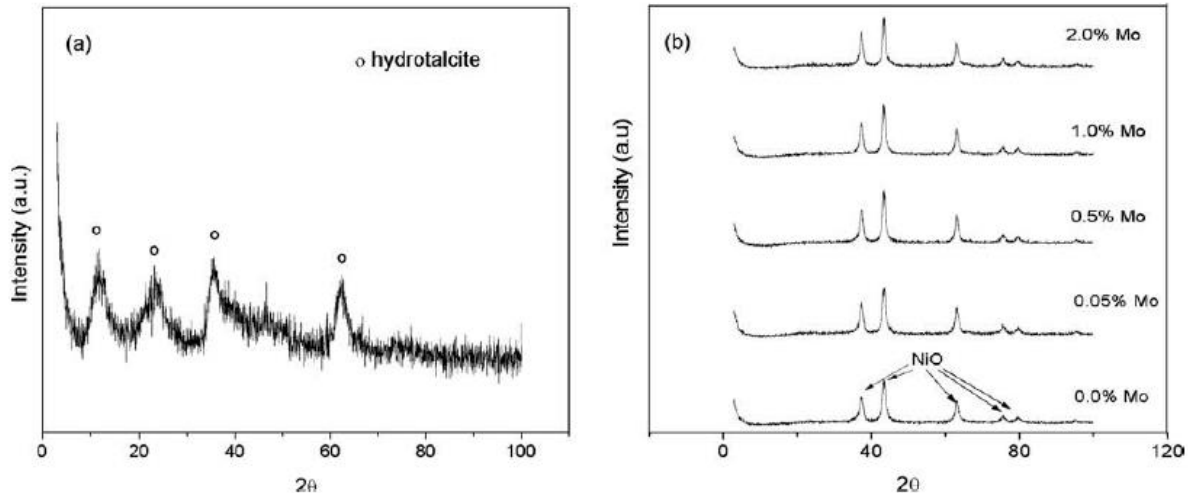 (a)
o hydrotalcite
Intensity (a.u.)
0 20 40 60 80 100
2θ
(b)
2.0% Mo
1.0% Mo
0.5% Mo
0.05% Mo
NiO
0.0% Mo
Intensity (a.u)
0 40 80 120
2θ